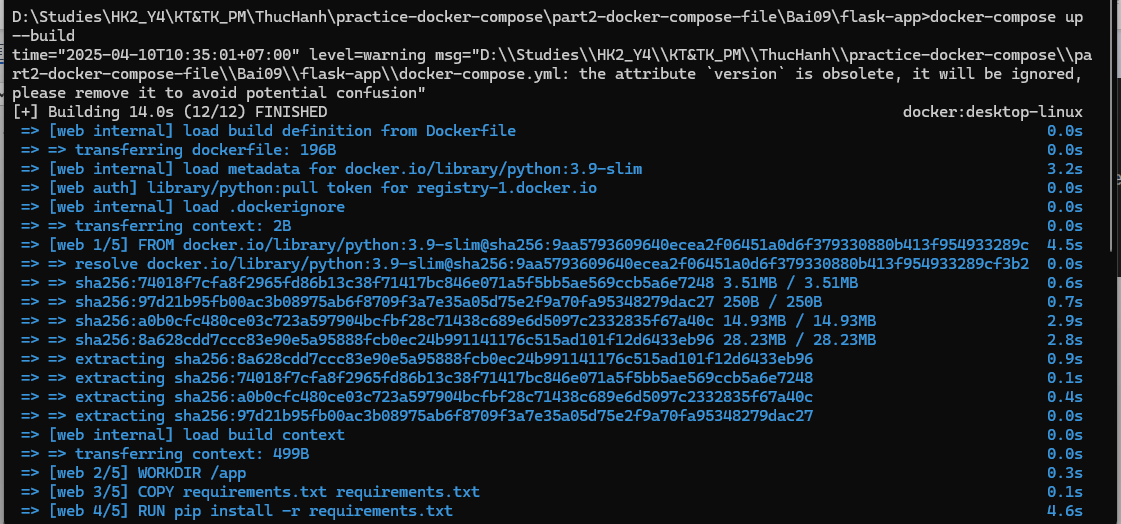 D:\Studies\HK2_Y4\KT&TK_PM\ThucHanh\practice-docker-compose\part2-docker-compose-file\Bai09\flask-app>docker-compose up
--build
time="2025-04-10T10:35:01+07:00" level=warning msg="D:\\Studies\\HK2_Y4\\KT&TK_PM\\ThucHanh\\practice-docker-compose\\pa
rt2-docker-compose-file\\Bai09\\flask-app\\docker-compose.yml: the attribute `version` is obsolete, it will be ignored,
please remove it to avoid potential confusion"
[+] Building 14.0s (12/12) FINISHED docker:desktop-linux
=> [web internal] load build definition from Dockerfile 0.0s
=> => transferring dockerfile: 196B 0.0s
=> [web internal] load metadata for docker.io/library/python:3.9-slim 3.2s
=> [web auth] library/python:pull token for registry-1.docker.io 0.0s
=> [web internal] load .dockerignore 0.0s
=> => transferring context: 2B 0.0s
=> [web 1/5] FROM docker.io/library/python:3.9-slim@sha256:9aa5793609640ecea2f06451a0d6f379330880b413f954933289c 4.5s
=> => resolve docker.io/library/python:3.9-slim@sha256:9aa5793609640ecea2f06451a0d6f379330880b413f954933289cf3b2 0.0s
=> => sha256:74018f7cfa8f2965fd86b13c38f71417bc846e071a5f5bb5ae569ccb5a6e7248 3.51MB / 3.51MB 0.6s
=> => sha256:97d21b95fb00ac3b08975ab6f8709f3a7e35a05d75e2f9a70fa95348279dac27 250B / 250B 0.7s
=> => sha256:a0b0cfc480ce03c723a597904bcfbf28c71438c689e6d5097c2332835f67a40c 14.93MB / 14.93MB 2.9s
=> => sha256:8a628cdd7ccc83e90e5a95888fcb0ec24b991141176c515ad101f12d6433eb96 28.23MB / 28.23MB 2.8s
=> => extracting sha256:8a628cdd7ccc83e90e5a95888fcb0ec24b991141176c515ad101f12d6433eb96 0.9s
=> => extracting sha256:74018f7cfa8f2965fd86b13c38f71417bc846e071a5f5bb5ae569ccb5a6e7248 0.1s
=> => extracting sha256:a0b0cfc480ce03c723a597904bcfbf28c71438c689e6d5097c2332835f67a40c 0.4s
=> => extracting sha256:97d21b95fb00ac3b08975ab6f8709f3a7e35a05d75e2f9a70fa95348279dac27 0.0s
=> [web internal] load build context 0.0s
=> => transferring context: 499B 0.0s
=> [web 2/5] WORKDIR /app 0.3s
=> [web 3/5] COPY requirements.txt requirements.txt 0.1s
=> [web 4/5] RUN pip install -r requirements.txt 4.6s